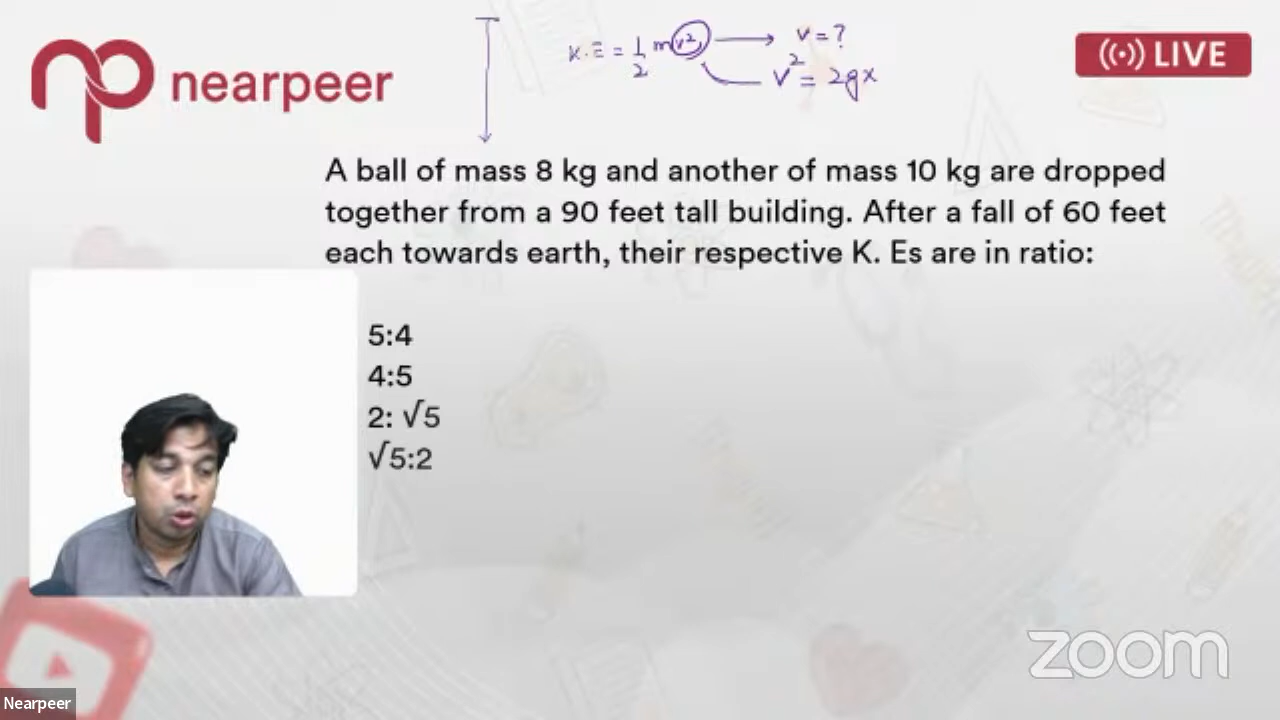 nearpeer
K.E = 1/2 mv² → v = ?
v² = 2gx
LIVE
A ball of mass 8 kg and another of mass 10 kg are dropped
together from a 90 feet tall building. After a fall of 60 feet
each towards earth, their respective K. Es are in ratio:
5:4
4:5
2: √5
√5:2
zoom
Nearpeer